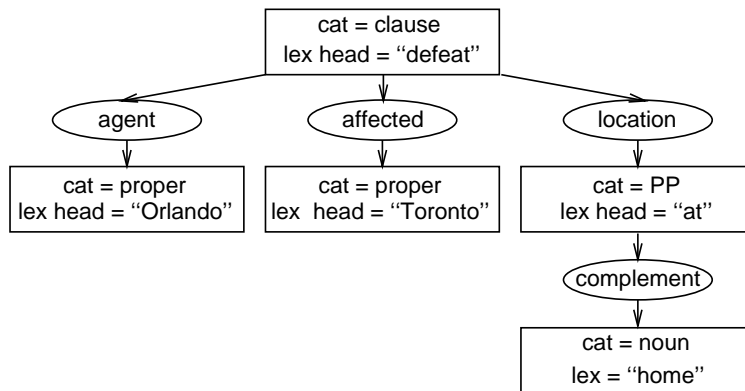 cat = clause
lex head = ‘‘defeat’’
agent
affected
location
cat = proper
lex head = ‘‘Orlando’’
cat = proper
lex head = ‘‘Toronto’’
cat = PP
lex head = ‘‘at’’
complement
cat = noun
lex = ‘‘home’’